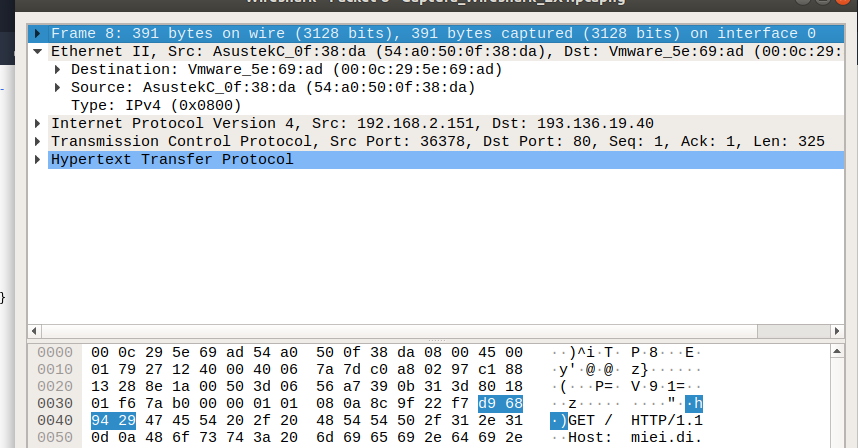 Frame 8: 391 bytes on wire (3128 bits), 391 bytes captured (3128 bits) on interface 0
Ethernet II, Src: AsustekC_0f:38:da (54:a0:50:0f:38:da), Dst: Vmware_5e:69:ad (00:0c:29:
Destination: Vmware_5e:69:ad (00:0c:29:5e:69:ad)
Source: AsustekC_0f:38:da (54:a0:50:0f:38:da)
Type: IPv4 (0x0800)
Internet Protocol Version 4, Src: 192.168.2.151, Dst: 193.136.19.40
Transmission Control Protocol, Src Port: 36378, Dst Port: 80, Seq: 1, Ack: 1, Len: 325
Hypertext Transfer Protocol
}
0000 00 0c 29 5e 69 ad 54 a0 50 0f 38 da 08 00 45 00 ··)^i·T· P·8···E·
0010 01 79 27 12 40 00 40 06 7a 7d c0 a8 02 97 c1 88 ·y'·@·@· z}······
0020 13 28 8e 1a 00 50 3d 06 56 a7 39 0b 31 3d 80 18 ·(···P=· V·9·1=··
0030 01 f6 7a b0 00 00 01 01 08 0a 8c 9f 22 f7 d9 68 ··z····· ····"··h
0040 94 29 47 45 54 20 2f 20 48 54 54 50 2f 31 2e 31 ·)GET / HTTP/1.1
0050 0d 0a 48 6f 73 74 3a 20 6d 69 65 69 2e 64 69 2e ··Host: miei.di.